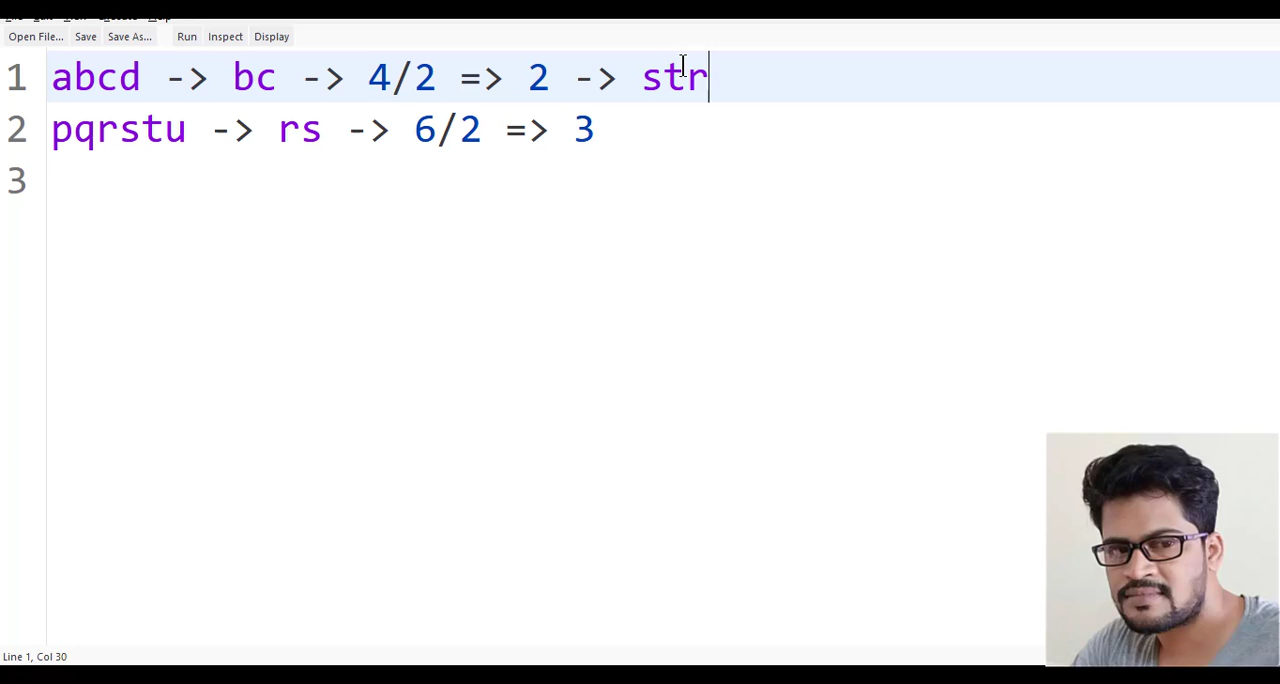 Open File... Save Save As... Run Inspect Display
1 abcd -> bc -> 4/2 => 2 -> str
2 pqrstu -> rs -> 6/2 => 3
3
Line 1, Col 30